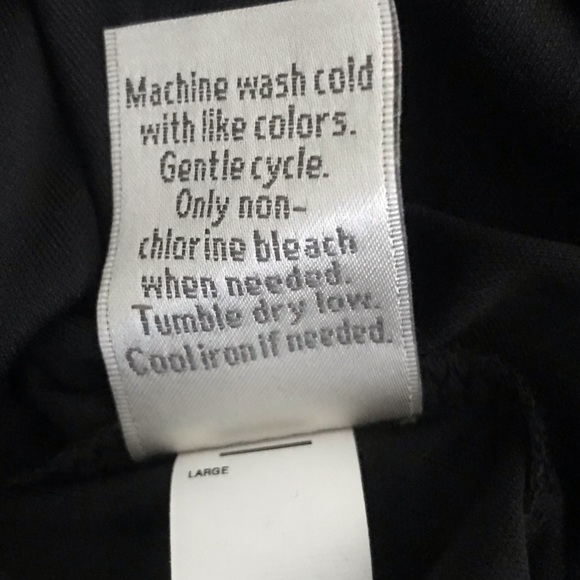 Machine wash cold
with like colors.
Gentle cycle.
Only non-
chlorine bleach
when needed.
Tumble dry low.
Cool iron if needed.
LARGE